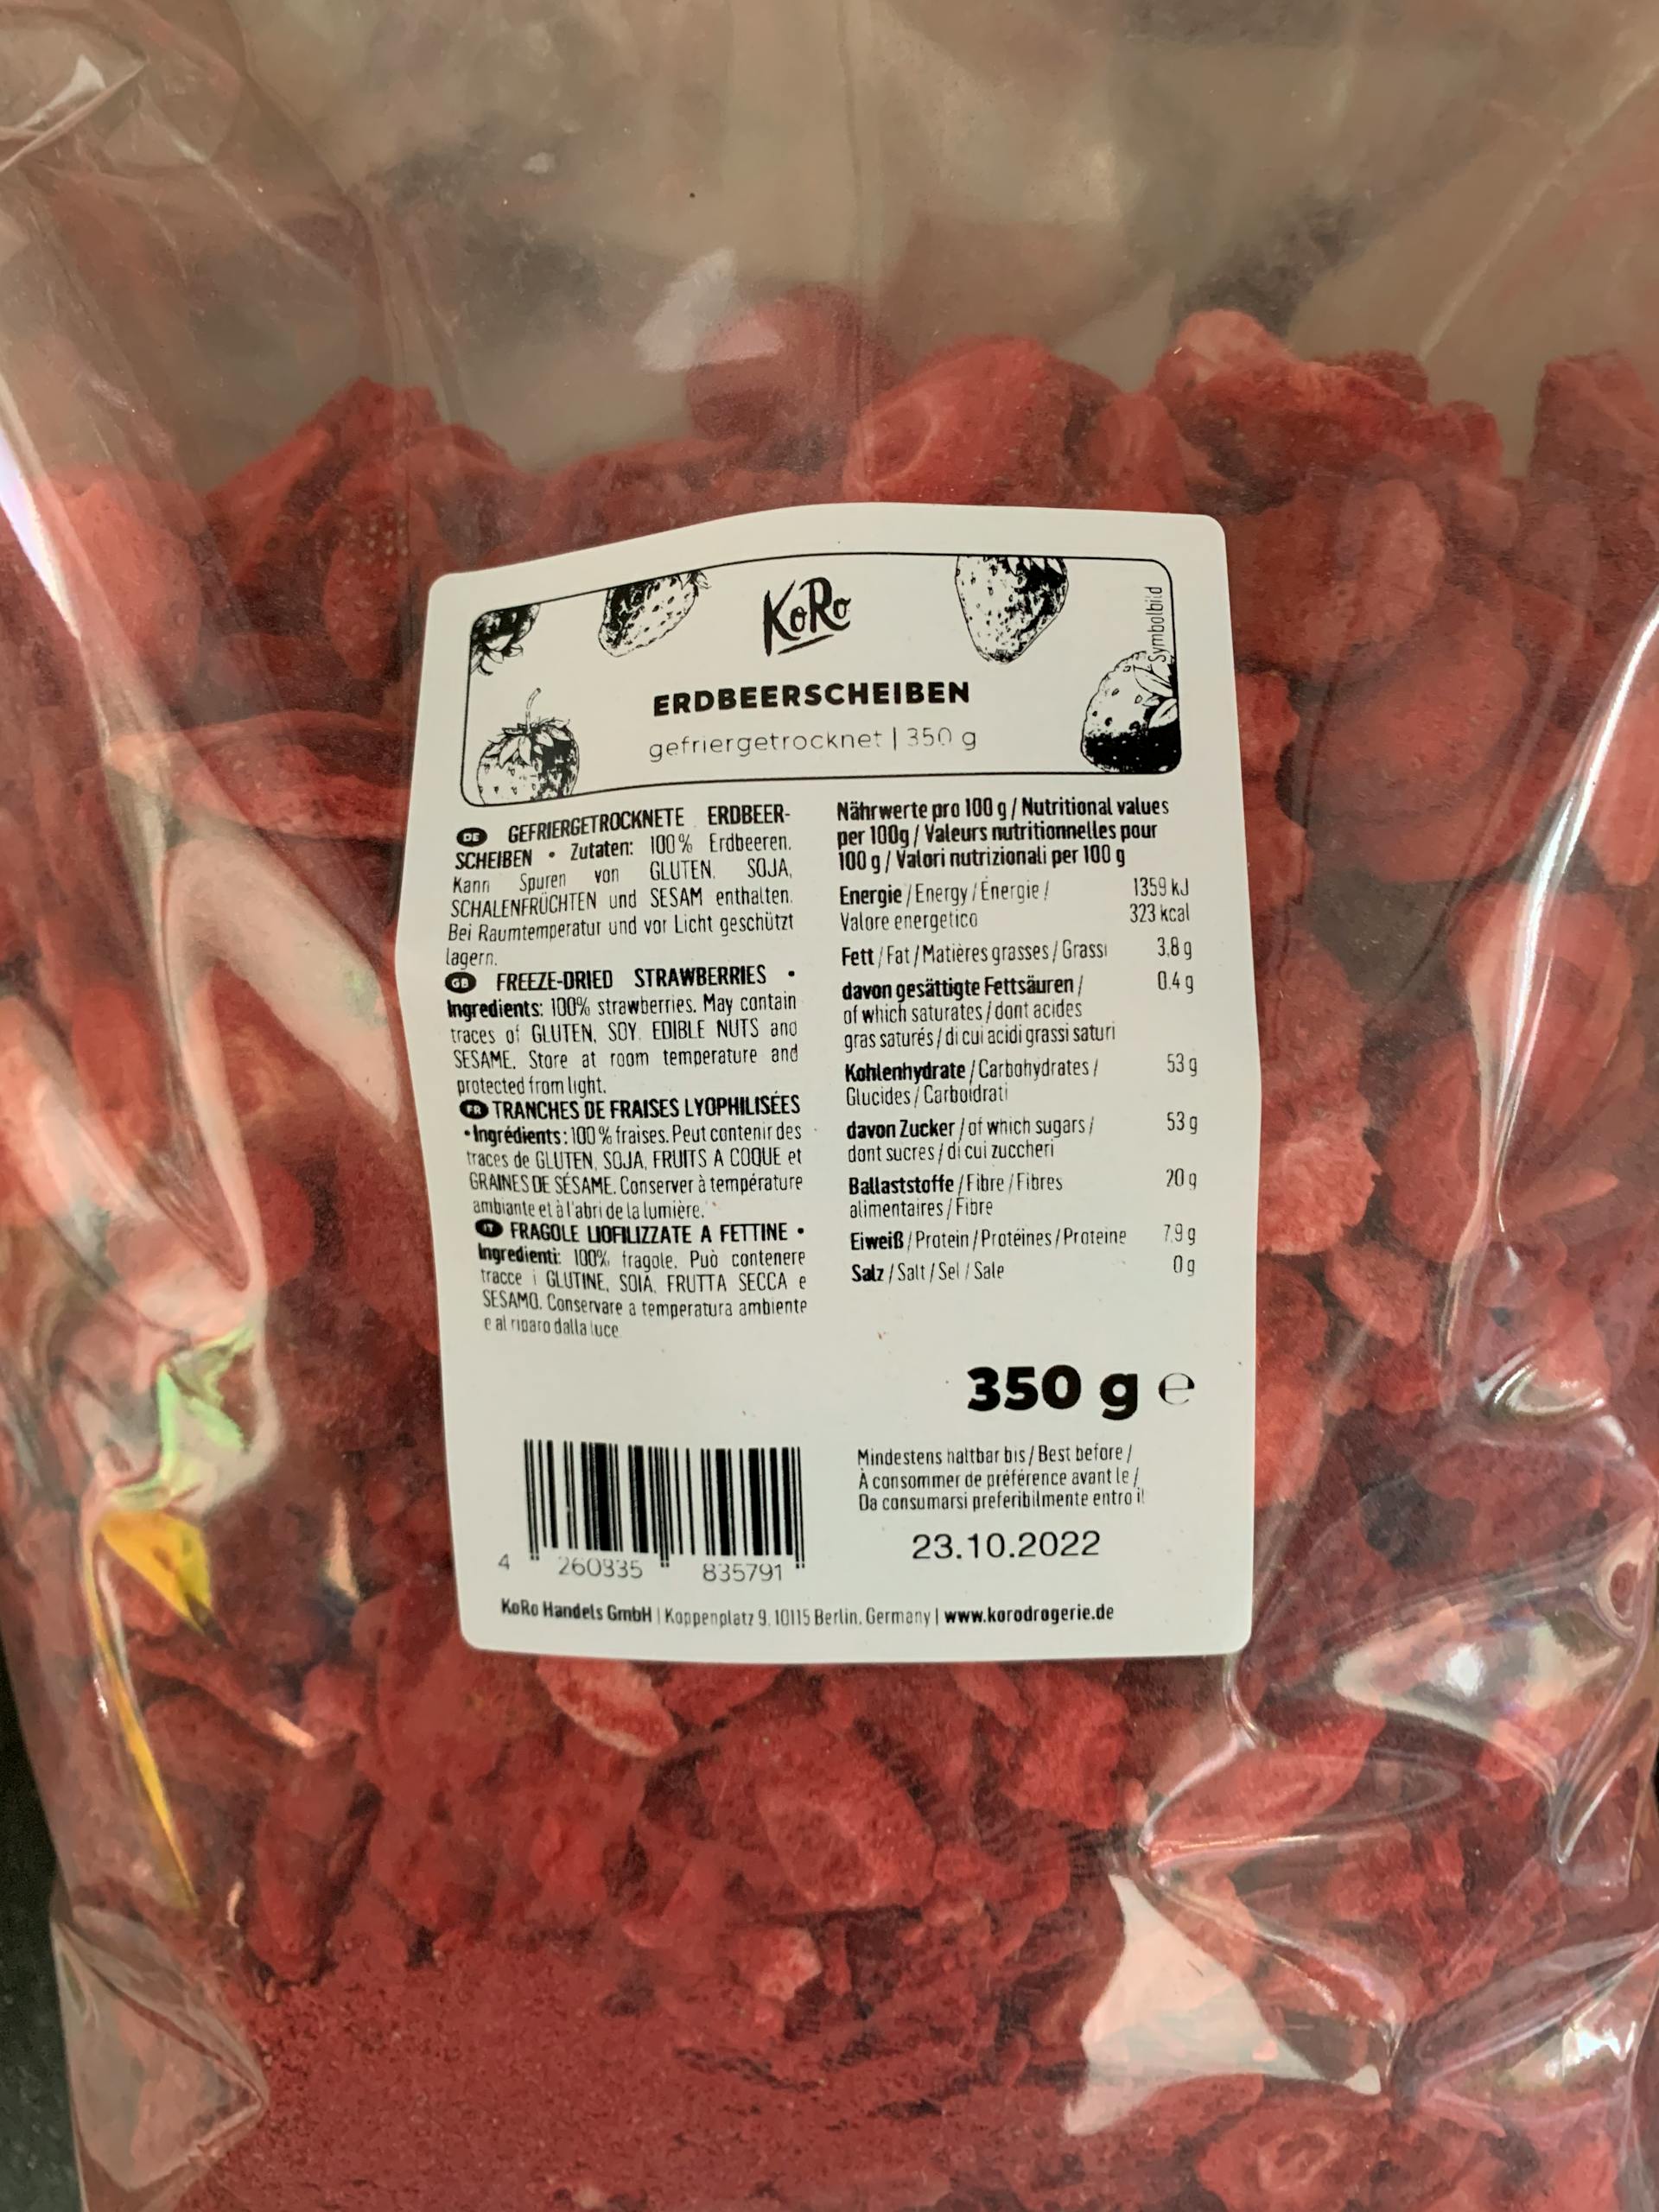 KoRo
Symbolbild
ERDBEERSCHEIBEN
gefriergetrocknet | 350 g
DE GEFRIERGETROCKNETE ERDBEER-
SCHEIBEN • Zutaten: 100% Erdbeeren.
Kann Spuren von GLUTEN, SOJA,
SCHALENFRÜCHTEN und SESAM enthalten.
Bei Raumtemperatur und vor Licht geschützt
lagern.
GB FREEZE-DRIED STRAWBERRIES •
Ingredients: 100% strawberries. May contain
traces of GLUTEN, SOY, EDIBLE NUTS and
SESAME. Store at room temperature and
protected from light.
FR TRANCHES DE FRAISES LYOPHILISÉES
• Ingrédients: 100% fraises. Peut contenir des
traces de GLUTEN, SOJA, FRUITS A COQUE et
GRAINES DE SÉSAME. Conserver à température
ambiante et à l'abri de la lumière.
IT FRAGOLE LIOFILIZZATE A FETTINE •
Ingredienti: 100% fragole. Può contenere
tracce i GLUTINE, SOIA, FRUTTA SECCA e
SESAMO. Conservare a temperatura ambiente
e al riparo dalla luce
Nährwerte pro 100 g / Nutritional values
per 100g / Valeurs nutritionnelles pour
100 g / Valori nutrizionali per 100 g
Energie / Energy / Énergie / 1359 kJ
Valore energetico 323 kcal
Fett / Fat / Matières grasses / Grassi 3.8 g
davon gesättigte Fettsäuren / 0.4 g
of which saturates / dont acides
gras saturés / di cui acidi grassi saturi
Kohlenhydrate / Carbohydrates / 53 g
Glucides / Carboidrati
davon Zucker / of which sugars / 53 g
dont sucres / di cui zuccheri
Ballaststoffe / Fibre / Fibres 20 g
alimentaires / Fibre
Eiweiß / Protein / Protéines / Proteine 7.9 g
Salz / Salt / Sel / Sale 0 g
350 g e
Mindestens haltbar bis / Best before /
À consommer de préférence avant le /
Da consumarsi preferibilmente entro il
23.10.2022
4 260335 835791
KoRo Handels GmbH | Koppenplatz 9, 10115 Berlin, Germany | www.korodrogerie.de